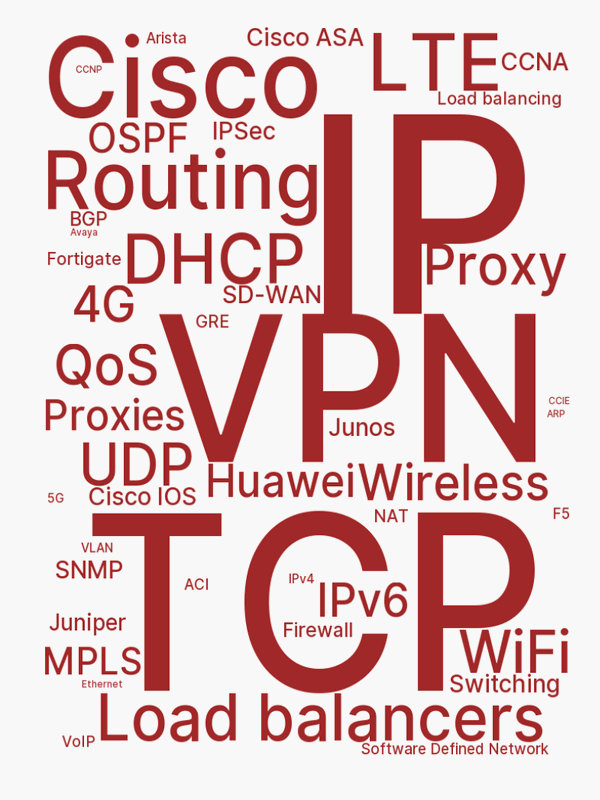 Arista
Cisco ASA
LTE
Cisco
CCNP
CCNA
Load balancing
IP
OSPF
IPSec
Routing
BGP
Avaya
DHCP
Proxy
Fortigate
SD-WAN
4G
GRE
VPN
QoS
CCIE
Proxies
ARP
Junos
UDP
Huawei
Wireless
5G
Cisco IOS
NAT
F5
TCP
VLAN
SNMP
ACI
IPv4
IPv6
Juniper
Firewall
WiFi
MPLS
Ethernet
Switching
Load balancers
VoIP
Software Defined Network